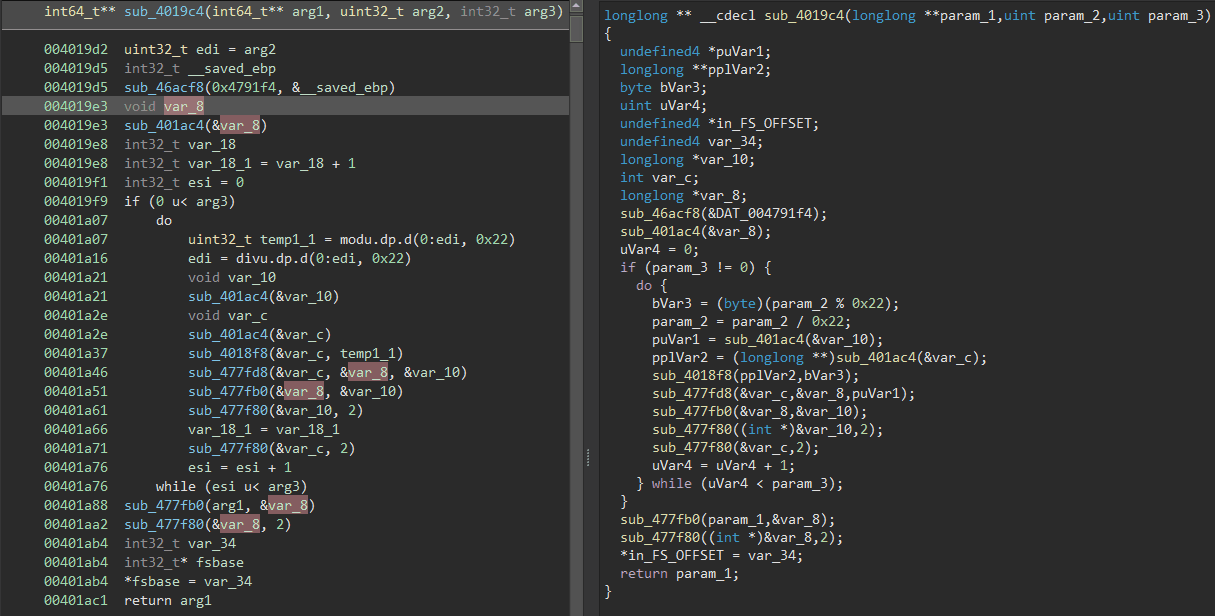 int64_t** sub_4019c4(int64_t** arg1, uint32_t arg2, int32_t arg3)
004019d2 uint32_t edi = arg2
004019d5 int32_t __saved_ebp
004019d5 sub_46acf8(0x4791f4, &__saved_ebp)
004019e3 void var_8
004019e3 sub_401ac4(&var_8)
004019e8 int32_t var_18
004019e8 int32_t var_18_1 = var_18 + 1
004019f1 int32_t esi = 0
004019f9 if (0 u< arg3)
00401a07 do
00401a07 uint32_t temp1_1 = modu.dp.d(0:edi, 0x22)
00401a16 edi = divu.dp.d(0:edi, 0x22)
00401a21 void var_10
00401a21 sub_401ac4(&var_10)
00401a2e void var_c
00401a2e sub_401ac4(&var_c)
00401a37 sub_4018f8(&var_c, temp1_1)
00401a46 sub_477fd8(&var_c, &var_8, &var_10)
00401a51 sub_477fb0(&var_8, &var_10)
00401a61 sub_477f80(&var_10, 2)
00401a66 var_18_1 = var_18_1
00401a71 sub_477f80(&var_c, 2)
00401a76 esi = esi + 1
00401a76 while (esi u< arg3)
00401a88 sub_477fb0(arg1, &var_8)
00401aa2 sub_477f80(&var_8, 2)
00401ab4 int32_t var_34
00401ab4 int32_t* fsbase
00401ab4 *fsbase = var_34
00401ac1 return arg1
longlong ** __cdecl sub_4019c4(longlong **param_1,uint param_2,uint param_3)
{
undefined4 *puVar1;
longlong **pplVar2;
byte bVar3;
uint uVar4;
undefined4 *in_FS_OFFSET;
undefined4 var_34;
longlong *var_10;
int var_c;
longlong *var_8;
sub_46acf8(&DAT_004791f4);
sub_401ac4(&var_8);
uVar4 = 0;
if (param_3 != 0) {
do {
bVar3 = (byte)(param_2 % 0x22);
param_2 = param_2 / 0x22;
puVar1 = sub_401ac4(&var_10);
pplVar2 = (longlong **)sub_401ac4(&var_c);
sub_4018f8(pplVar2,bVar3);
sub_477fd8(&var_c,&var_8,puVar1);
sub_477fb0(&var_8,&var_10);
sub_477f80((int *)&var_10,2);
sub_477f80(&var_c,2);
uVar4 = uVar4 + 1;
} while (uVar4 < param_3);
}
sub_477fb0(param_1,&var_8);
sub_477f80((int *)&var_8,2);
*in_FS_OFFSET = var_34;
return param_1;
}